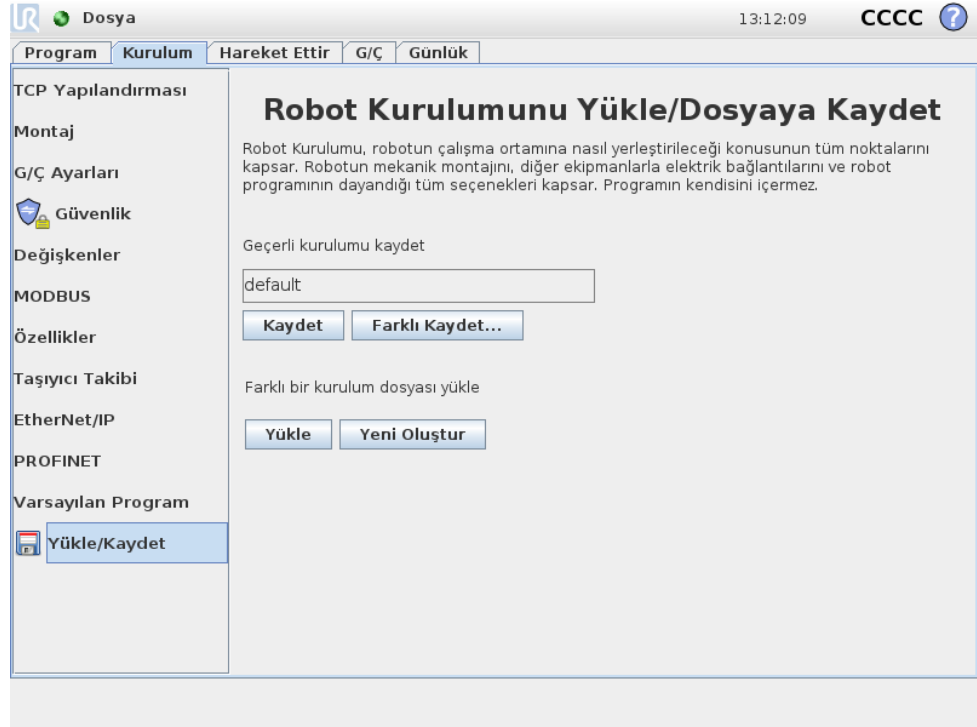 UR Dosya 13:12:09 CCCC ?
Program Kurulum Hareket Ettir G/Ç Günlük
TCP Yapılandırması
Montaj
G/Ç Ayarları
Güvenlik
Değişkenler
MODBUS
Özellikler
Taşıyıcı Takibi
EtherNet/IP
PROFINET
Varsayılan Program
Yükle/Kaydet
Robot Kurulumunu Yükle/Dosyaya Kaydet
Robot Kurulumu, robotun çalışma ortamına nasıl yerleştirileceği konusunun tüm noktalarını
kapsar. Robotun mekanik montajını, diğer ekipmanlarla elektrik bağlantılarını ve robot
programının dayandığı tüm seçenekleri kapsar. Programın kendisini içermez.
Geçerli kurulumu kaydet
default
Kaydet Farklı Kaydet...
Farklı bir kurulum dosyası yükle
Yükle Yeni Oluştur